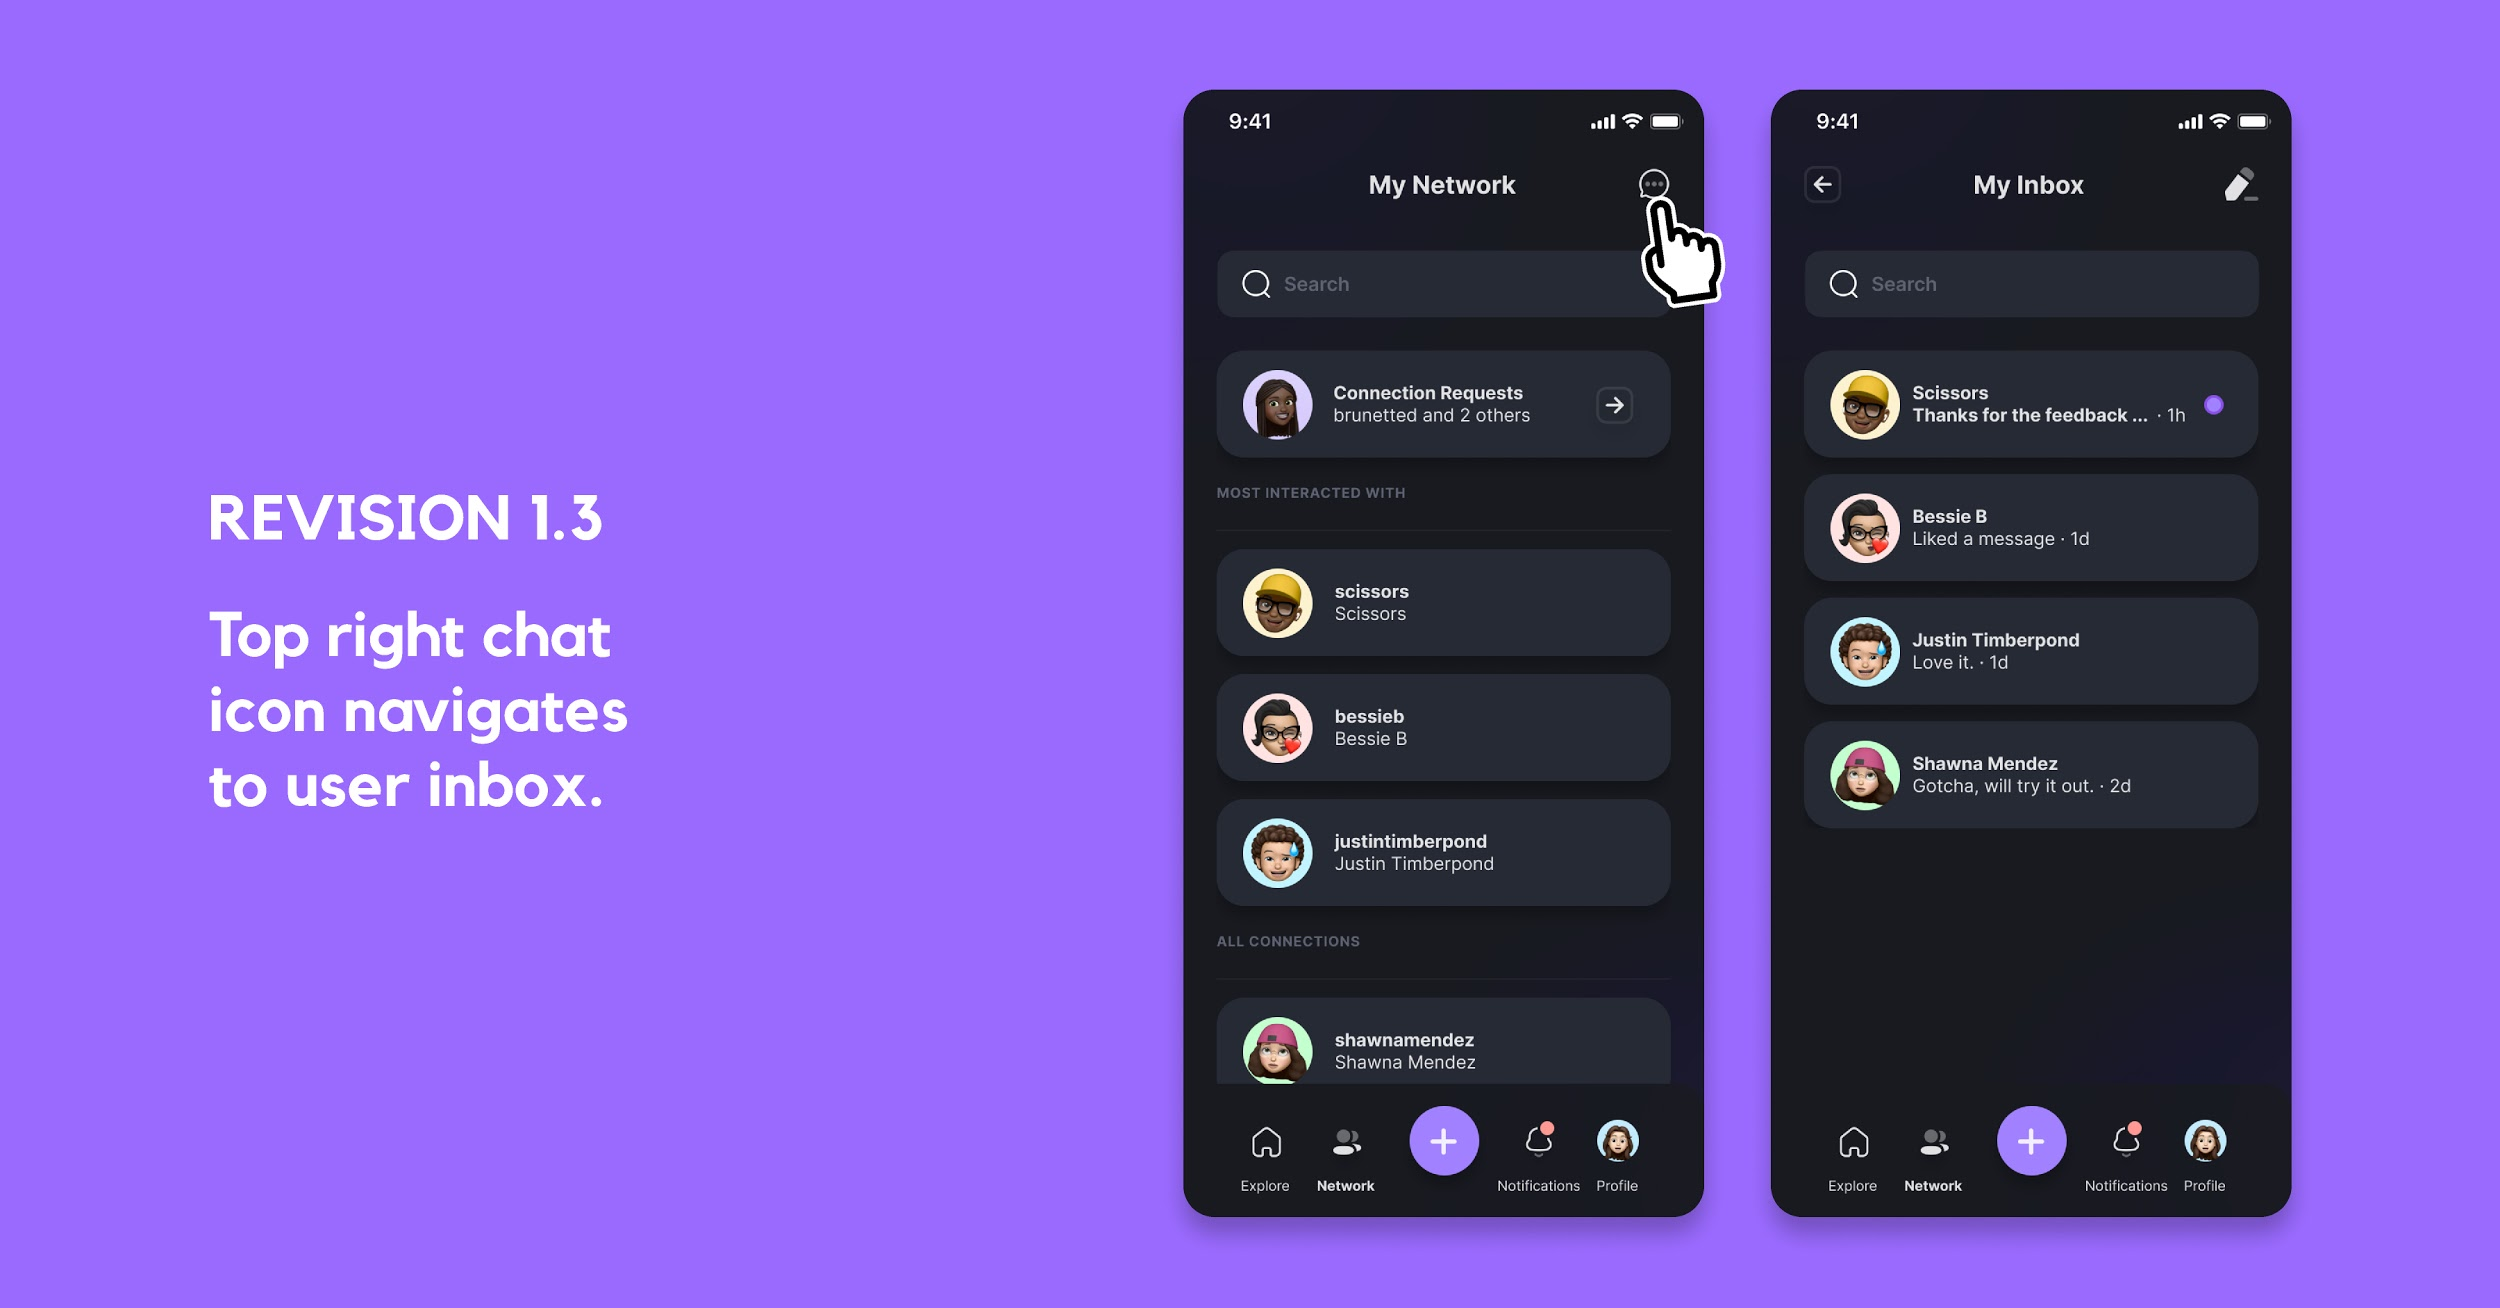 REVISION 1.3
Top right chat
icon navigates
to user inbox.
9:41
My Network
Search
Connection Requests
brunetted and 2 others
MOST INTERACTED WITH
scissors
Scissors
bessieb
Bessie B
justintimberpond
Justin Timberpond
ALL CONNECTIONS
shawnamendez
Shawna Mendez
Explore
Network
Notifications
Profile
9:41
My Inbox
Search
Scissors
Thanks for the feedback ... · 1h
Bessie B
Liked a message · 1d
Justin Timberpond
Love it. · 1d
Shawna Mendez
Gotcha, will try it out. · 2d
Explore
Network
Notifications
Profile